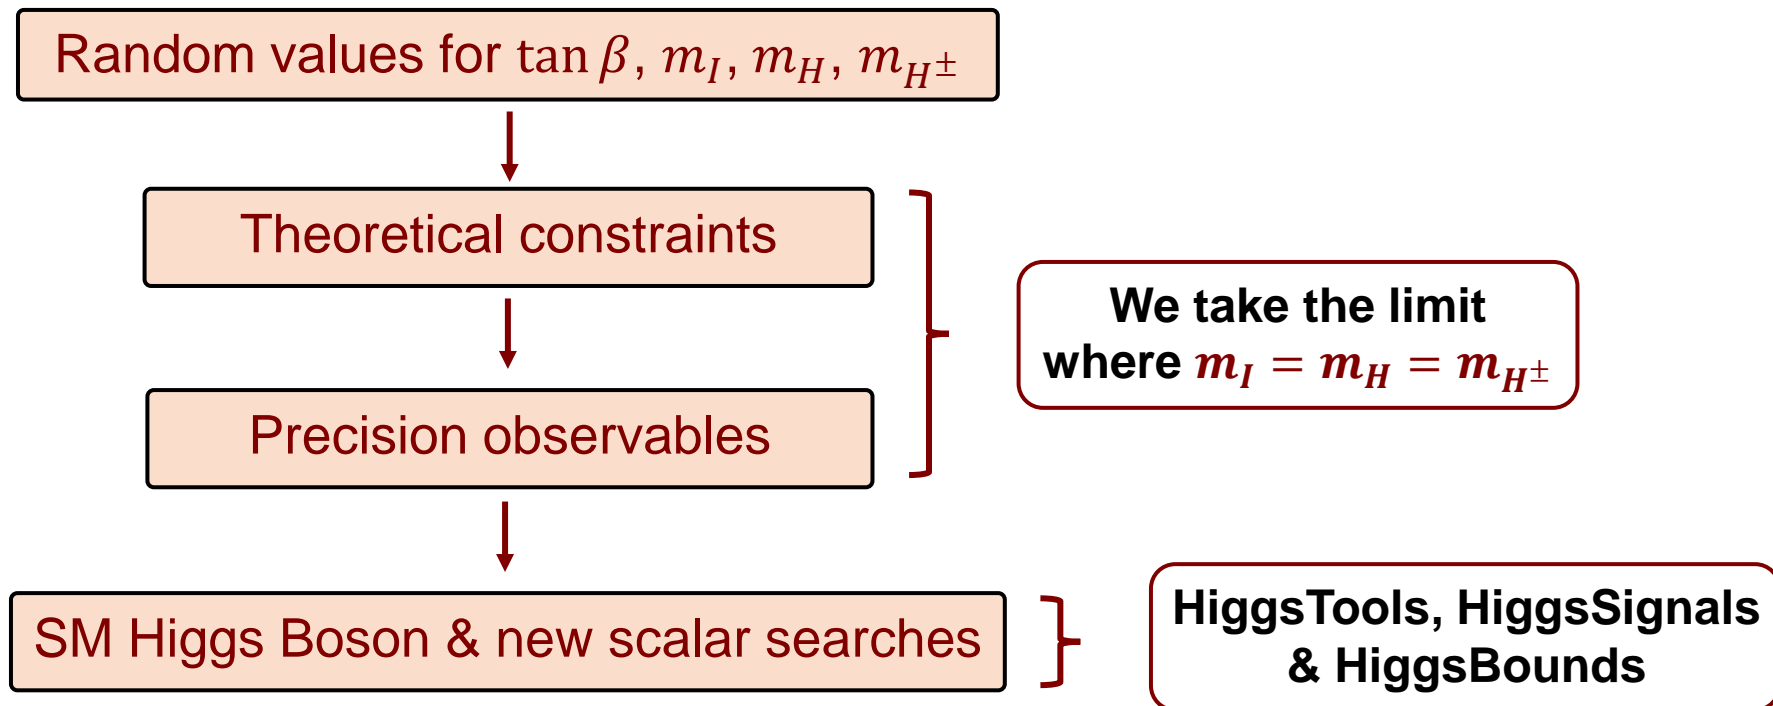 Random values for tan β, m_I, m_H, m_{H^±}
Theoretical constraints
We take the limit
where m_I = m_H = m_{H^±}
Precision observables
SM Higgs Boson & new scalar searches
HiggsTools, HiggsSignals
& HiggsBounds